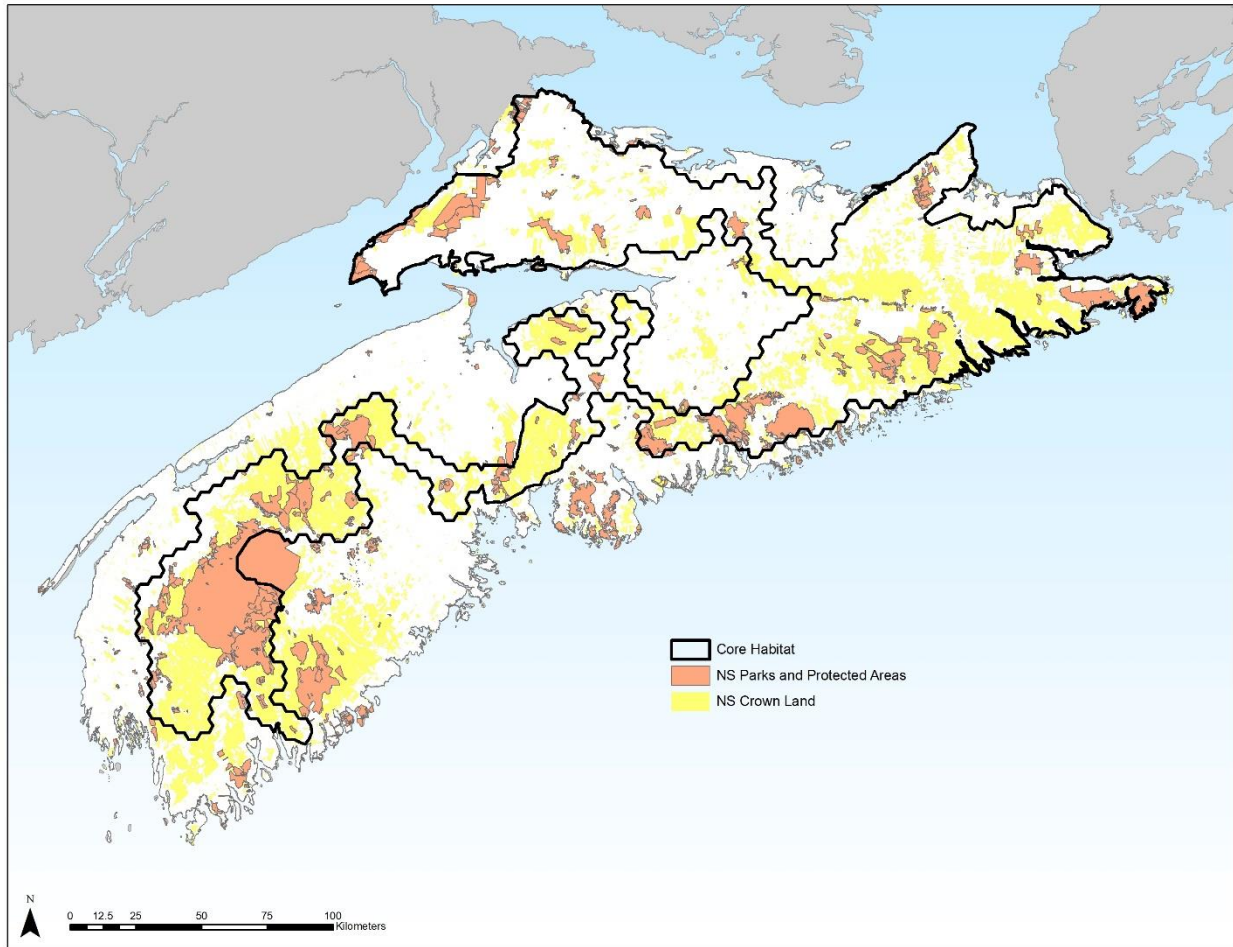 Core Habitat
NS Parks and Protected Areas
NS Crown Land
N
0 12.5 25 50 75 100
Kilometers